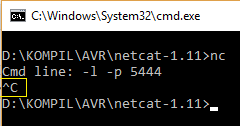 C:\Windows\System32\cmd.exe
D:\KOMPIL\AVR\netcat-1.11>nc
Cmd line: -l -p 5444
^C
D:\KOMPIL\AVR\netcat-1.11>